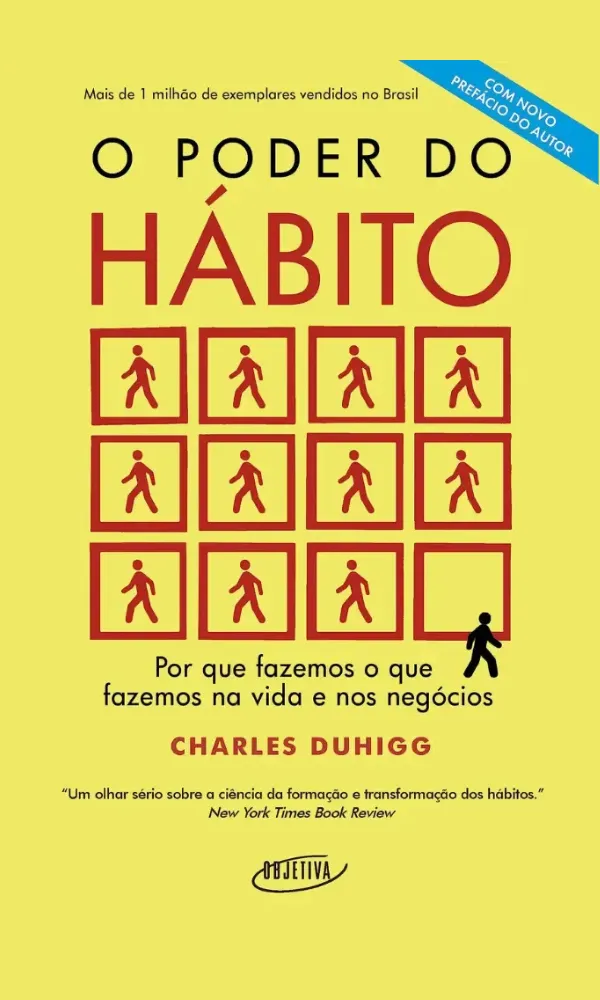 Mais de 1 milhão de exemplares vendidos no Brasil
COM NOVO
PREFÁCIO DO AUTOR
O PODER DO
HÁBITO
Por que fazemos o que
fazemos na vida e nos negócios
CHARLES DUHIGG
“Um olhar sério sobre a ciência da formação e transformação dos hábitos.”
New York Times Book Review
OBJETIVA